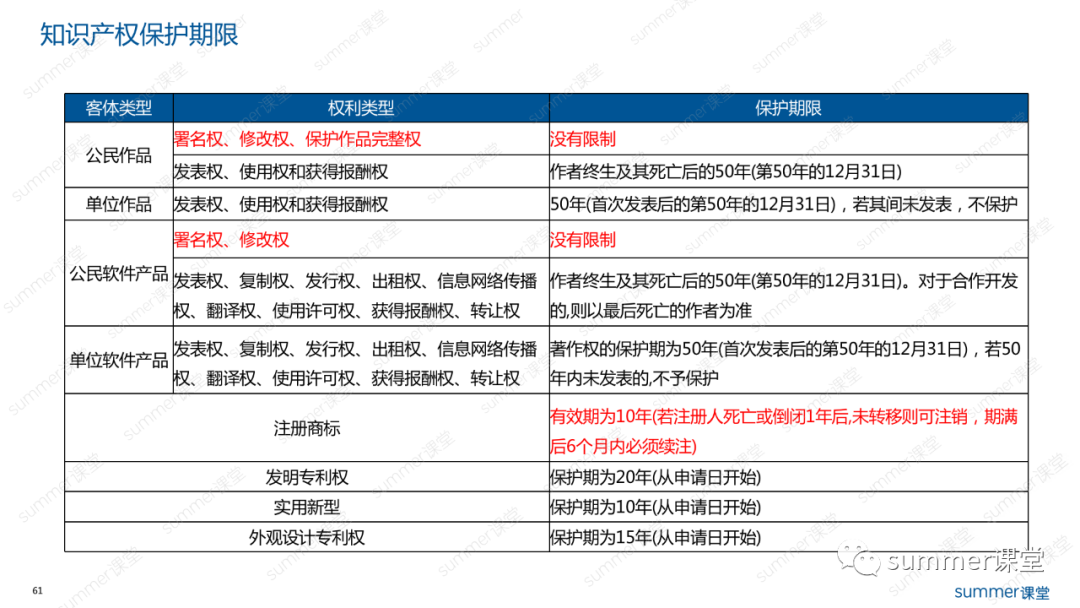 知识产权保护期限
客体类型 权利类型 保护期限
公民作品
署名权、修改权、保护作品完整权 没有限制
发表权、使用权和获得报酬权 作者终生及其死亡后的50年(第50年的12月31日)
单位作品 发表权、使用权和获得报酬权 50年(首次发表后的第50年的12月31日)，若其间未发表，不保护
公民软件产品
署名权、修改权 没有限制
发表权、复制权、发行权、出租权、信息网络传播
权、翻译权、使用许可权、获得报酬权、转让权
作者终生及其死亡后的50年(第50年的12月31日)。对于合作开发
的,则以最后死亡的作者为准
单位软件产品
发表权、复制权、发行权、出租权、信息网络传播
权、翻译权、使用许可权、获得报酬权、转让权
著作权的保护期为50年(首次发表后的第50年的12月31日)，若50
年内未发表的,不予保护
注册商标
有效期为10年(若注册人死亡或倒闭1年后,未转移则可注销，期满
后6个月内必须续注)
发明专利权 保护期为20年(从申请日开始)
实用新型 保护期为10年(从申请日开始)
外观设计专利权 保护期为15年(从申请日开始)
summer课堂
61
summer课堂